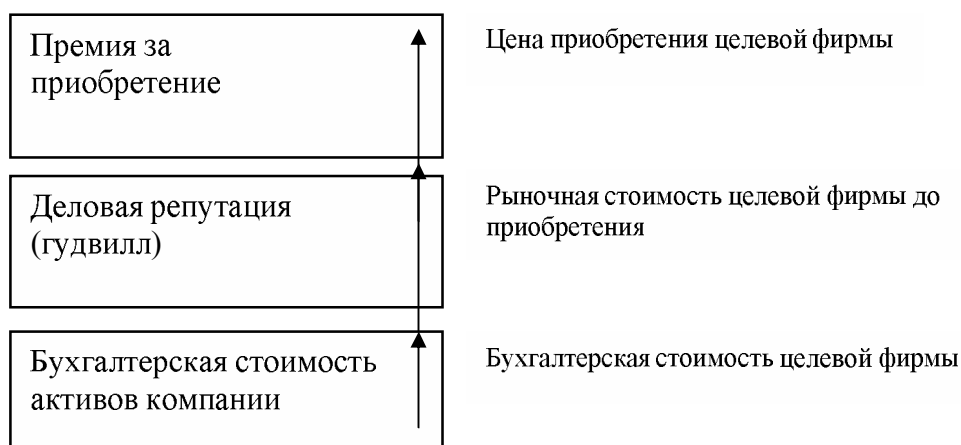 Премия за
приобретение
Цена приобретения целевой фирмы
Деловая репутация
(гудвилл)
Рыночная стоимость целевой фирмы до
приобретения
Бухгалтерская стоимость
активов компании
Бухгалтерская стоимость целевой фирмы